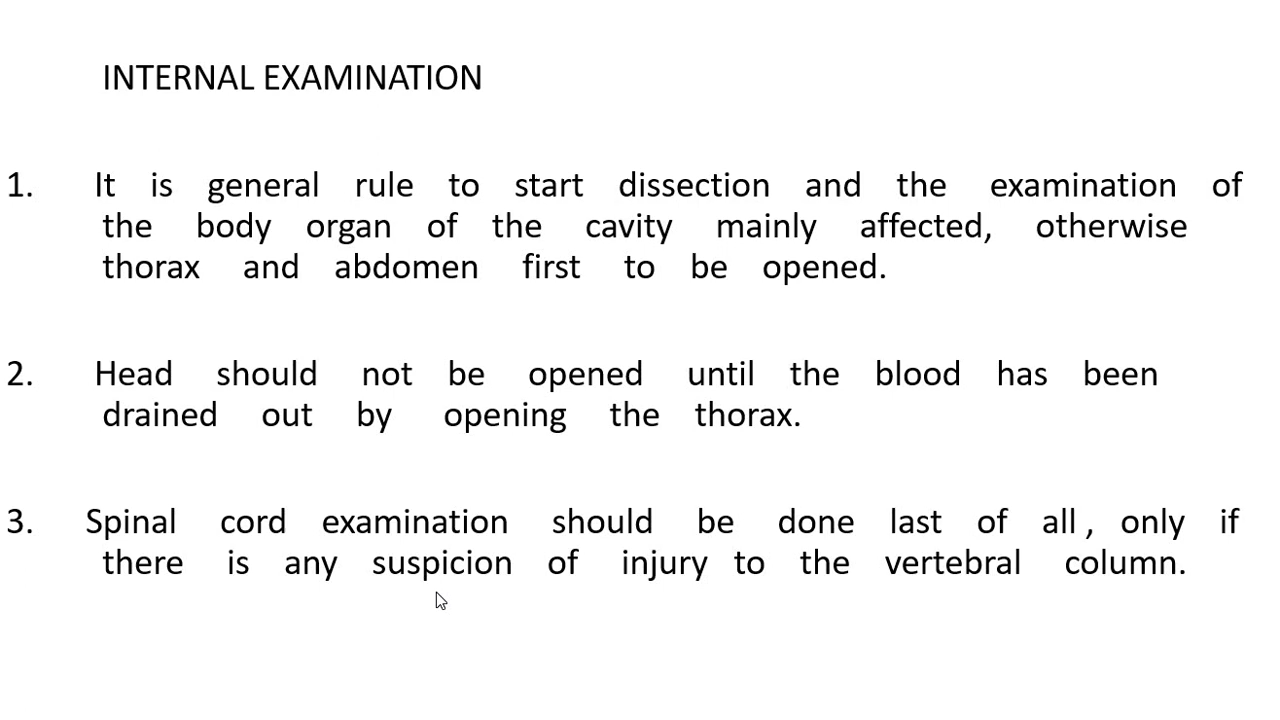 INTERNAL EXAMINATION
1. It is general rule to start dissection and the examination of
the body organ of the cavity mainly affected, otherwise
thorax and abdomen first to be opened.
2. Head should not be opened until the blood has been
drained out by opening the thorax.
3. Spinal cord examination should be done last of all , only if
there is any suspicion of injury to the vertebral column.